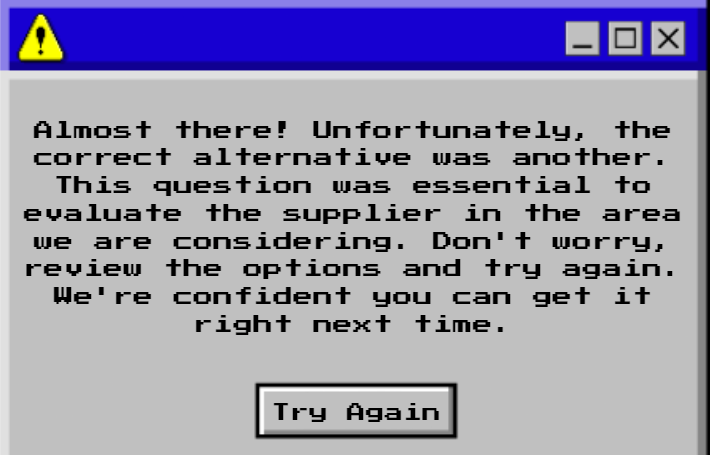 Almost there! Unfortunately, the
correct alternative was another.
This question was essential to
evaluate the supplier in the area
we are considering. Don't worry,
review the options and try again.
We're confident you can get it
right next time.
Try Again